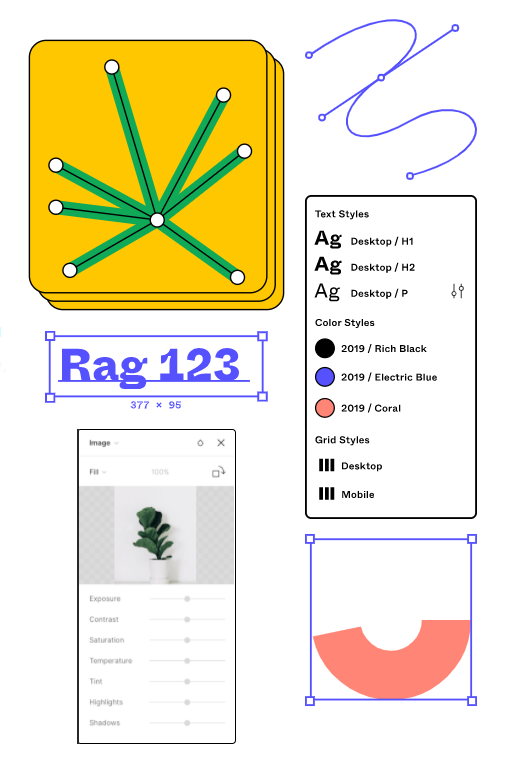 Text Styles
Ag Desktop / H1
Ag Desktop / H2
Ag Desktop / P
Color Styles
2019 / Rich Black
2019 / Electric Blue
2019 / Coral
Grid Styles
Desktop
Mobile
Rag 123
377 × 95
Image
Fill 100%
Exposure
Contrast
Saturation
Temperature
Tint
Highlights
Shadows